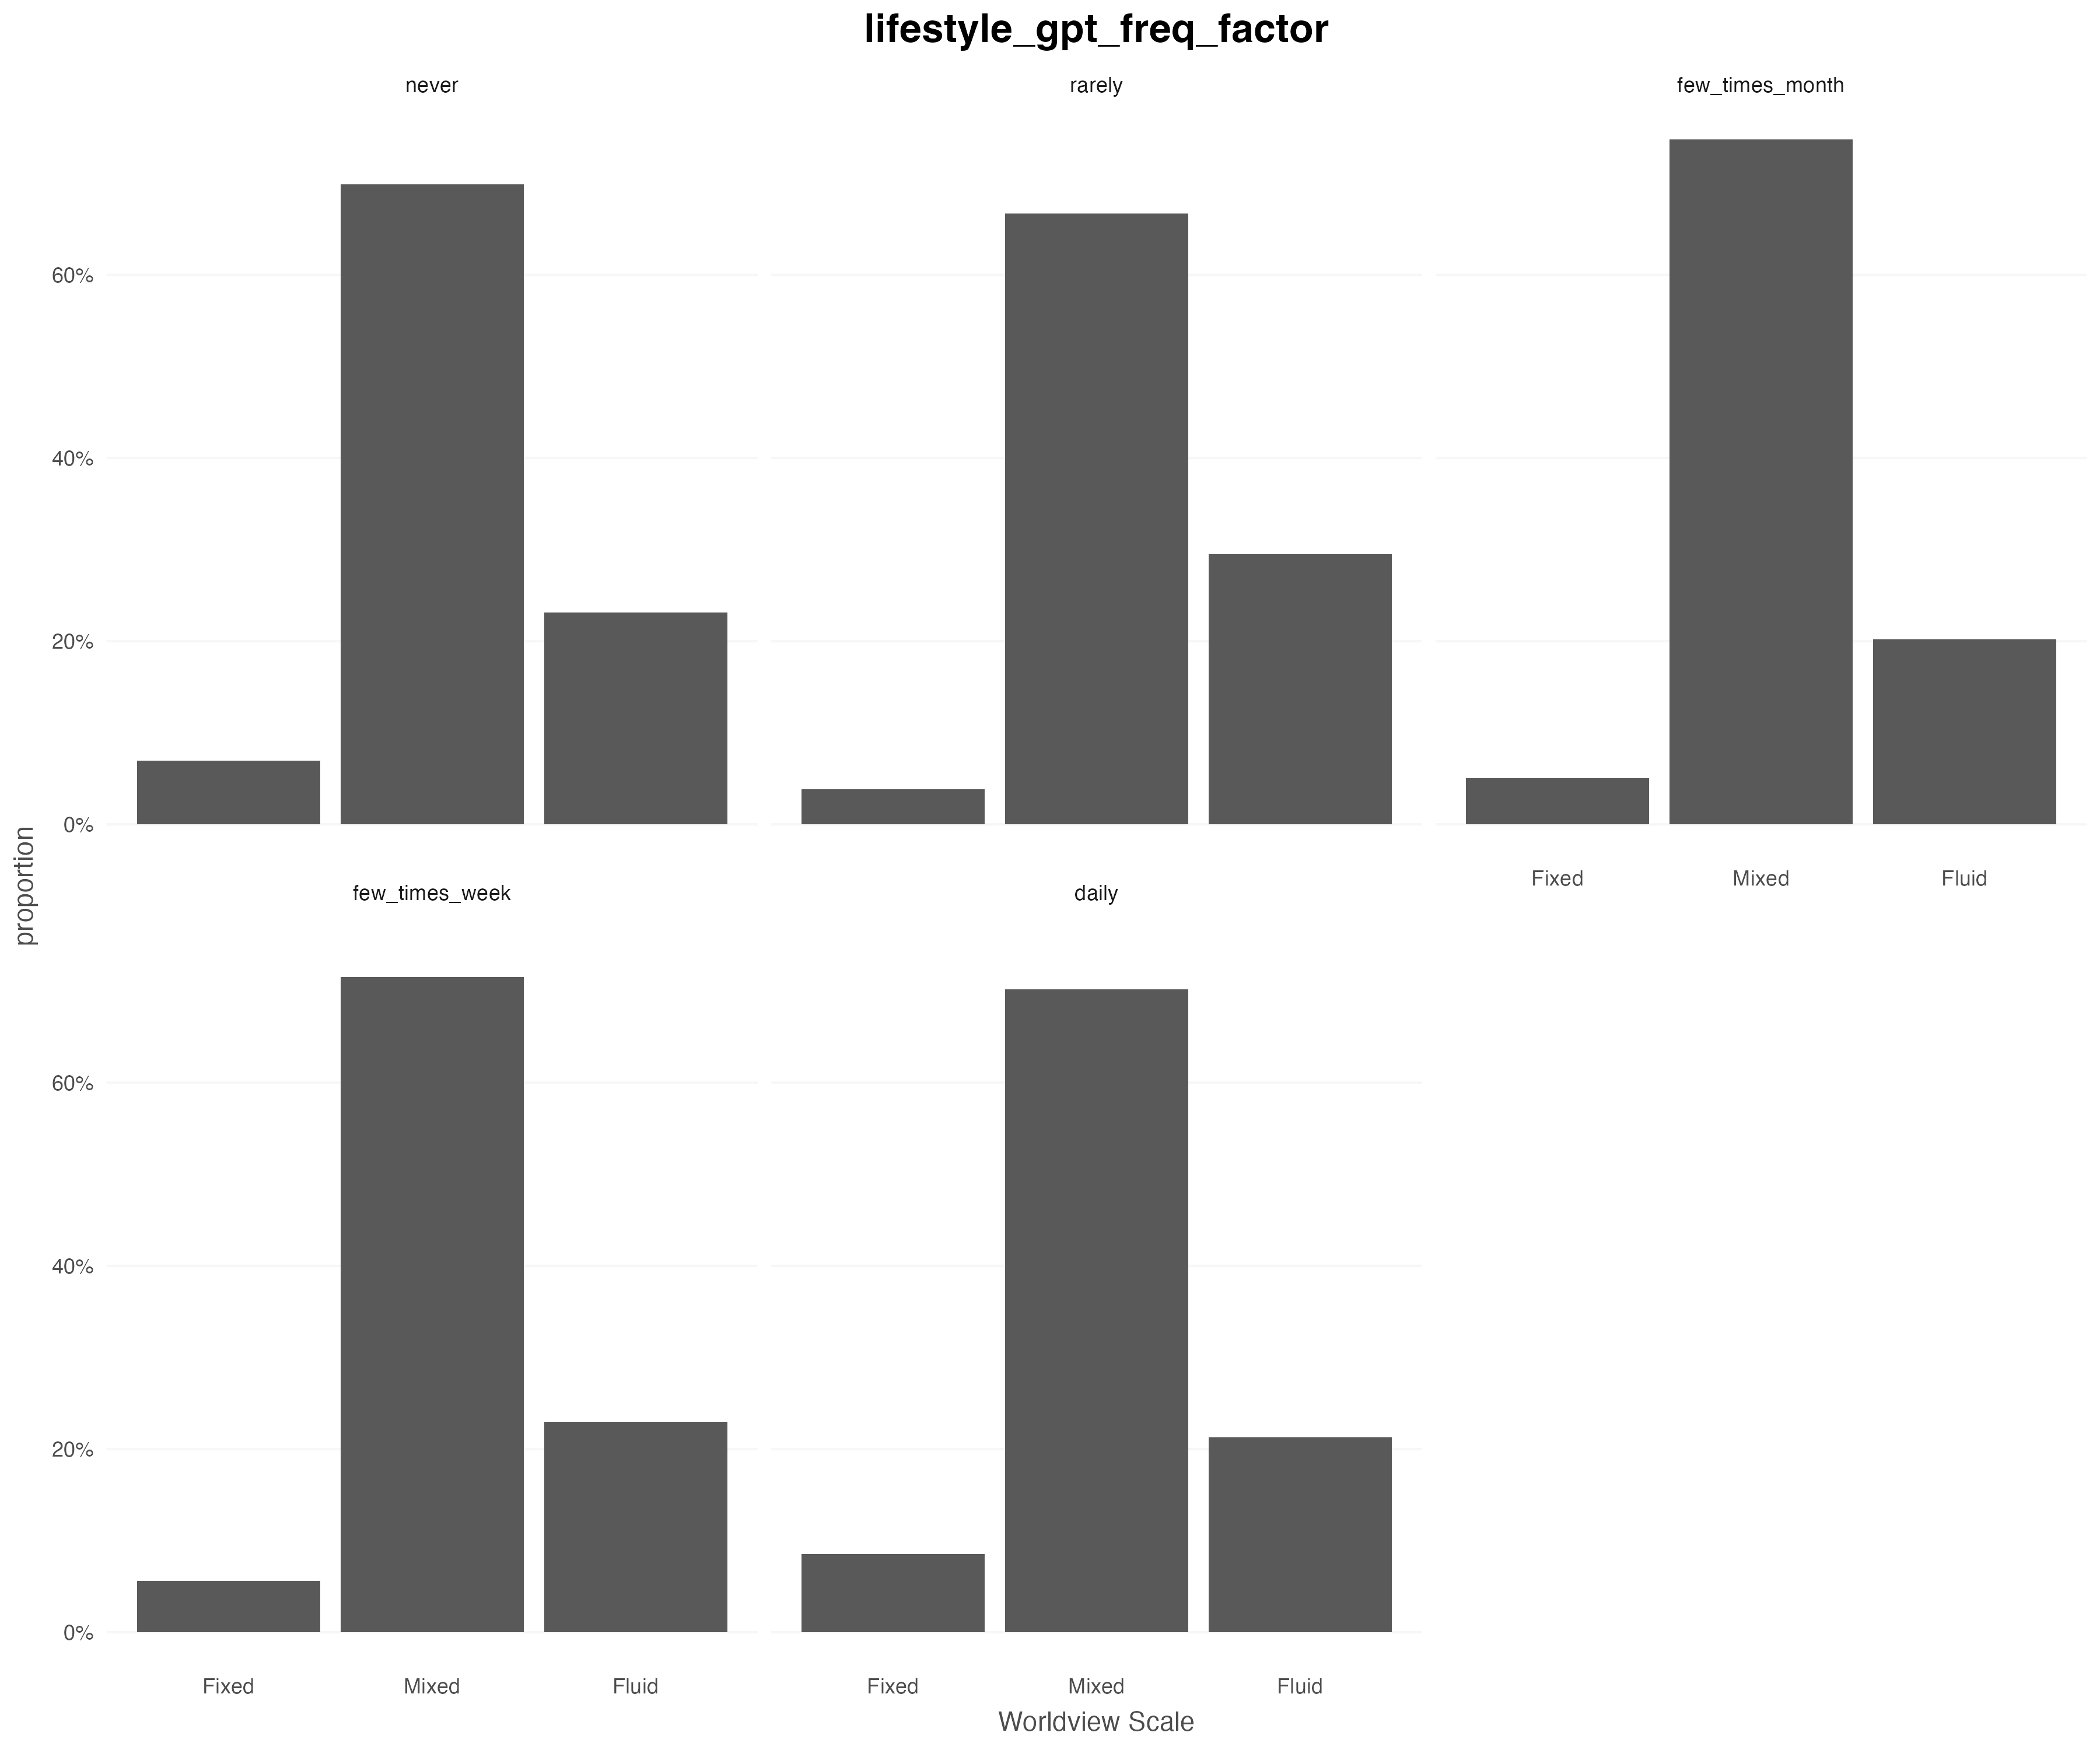 lifestyle_gpt_freq_factor
never
rarely
few_times_month
60%
40%
20%
0%
Fixed Mixed Fluid
few_times_week
daily
60%
40%
20%
0%
Fixed Mixed Fluid
Fixed Mixed Fluid
Worldview Scale
proportion